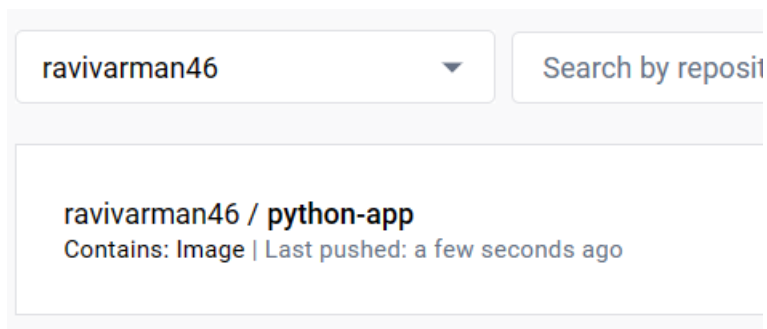 ravivarman46
Search by reposit
ravivarman46 / python-app
Contains: Image | Last pushed: a few seconds ago